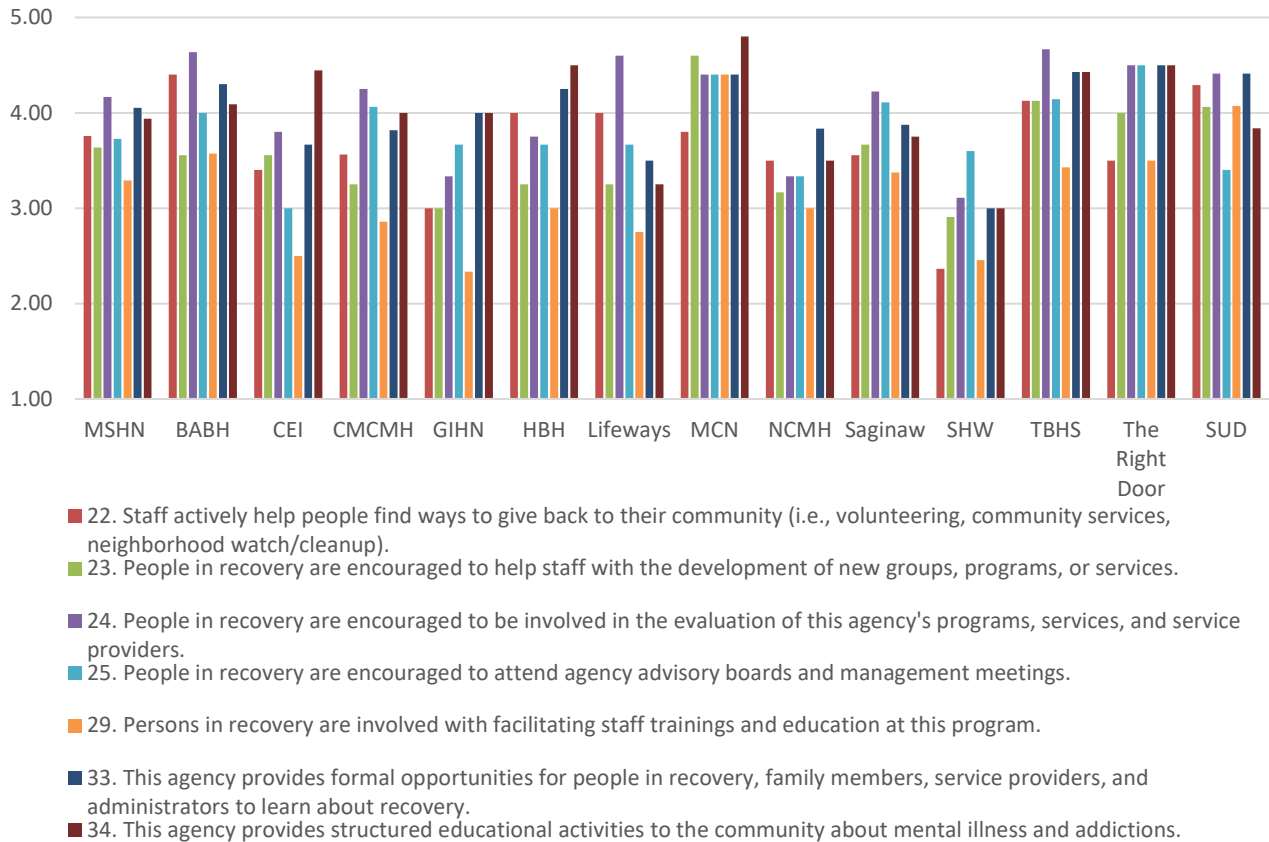 5.00
4.00
3.00
2.00
1.00
MSHN BABH CEI CMCMH GIHN HBH Lifeways MCN NCMH Saginaw SHW TBHS The Right Door SUD
22. Staff actively help people find ways to give back to their community (i.e., volunteering, community services,
neighborhood watch/cleanup).
23. People in recovery are encouraged to help staff with the development of new groups, programs, or services.
24. People in recovery are encouraged to be involved in the evaluation of this agency's programs, services, and service
providers.
25. People in recovery are encouraged to attend agency advisory boards and management meetings.
29. Persons in recovery are involved with facilitating staff trainings and education at this program.
33. This agency provides formal opportunities for people in recovery, family members, service providers, and
administrators to learn about recovery.
34. This agency provides structured educational activities to the community about mental illness and addictions.